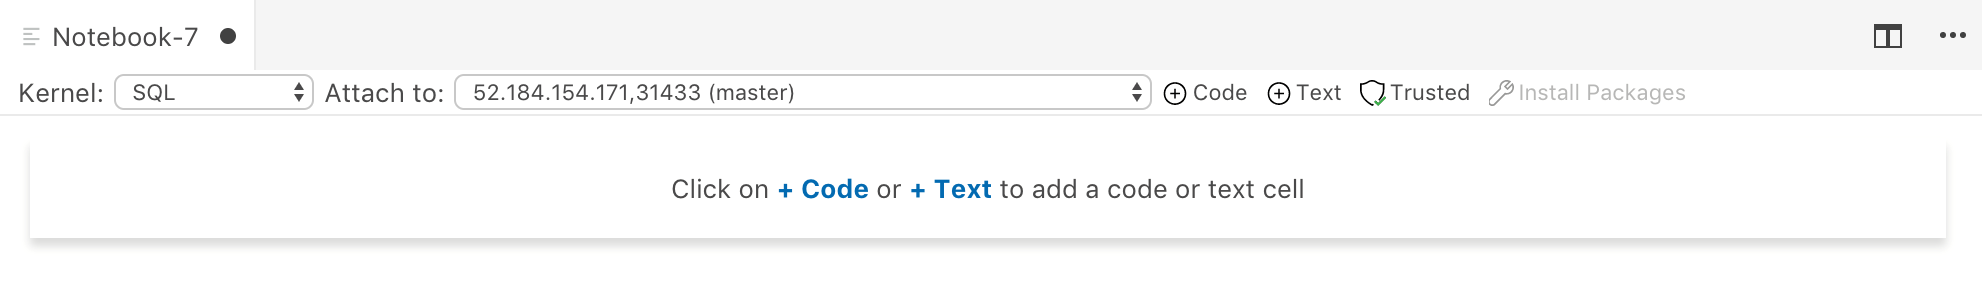 Notebook-7
Kernel: SQL Attach to: 52.184.154.171,31433 (master) Code Text Trusted Install Packages
Click on + Code or + Text to add a code or text cell